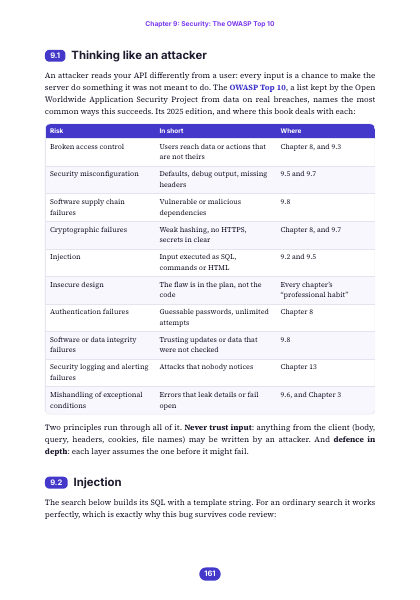 Chapter 9: Security: The OWASP Top 10
9.1 Thinking like an attacker
An attacker reads your API differently from a user: every input is a chance to make the
server do something it was not meant to do. The OWASP Top 10, a list kept by the Open
Worldwide Application Security Project from data on real breaches, names the most
common ways this succeeds. Its 2025 edition, and where this book deals with each:
Risk In short Where
Broken access control Users reach data or actions that Chapter 8, and 9.3
are not theirs
Security misconfiguration Defaults, debug output, missing 9.5 and 9.7
headers
Software supply chain Vulnerable or malicious 9.8
failures dependencies
Cryptographic failures Weak hashing, no HTTPS, Chapter 8, and 9.7
secrets in clear
Injection Input executed as SQL, 9.2 and 9.5
commands or HTML
Insecure design The flaw is in the plan, not the Every chapter's
code "professional habit"
Authentication failures Guessable passwords, unlimited Chapter 8
attempts
Software or data integrity Trusting updates or data that 9.8
failures were not checked
Security logging and alerting Attacks that nobody notices Chapter 13
failures
Mishandling of exceptional Errors that leak details or fail 9.6, and Chapter 3
conditions open
Two principles run through all of it. Never trust input: anything from the client (body,
query, headers, cookies, file names) may be written by an attacker. And defence in
depth: each layer assumes the one before it might fail.
9.2 Injection
The search below builds its SQL with a template string. For an ordinary search it works
perfectly, which is exactly why this bug survives code review:
161